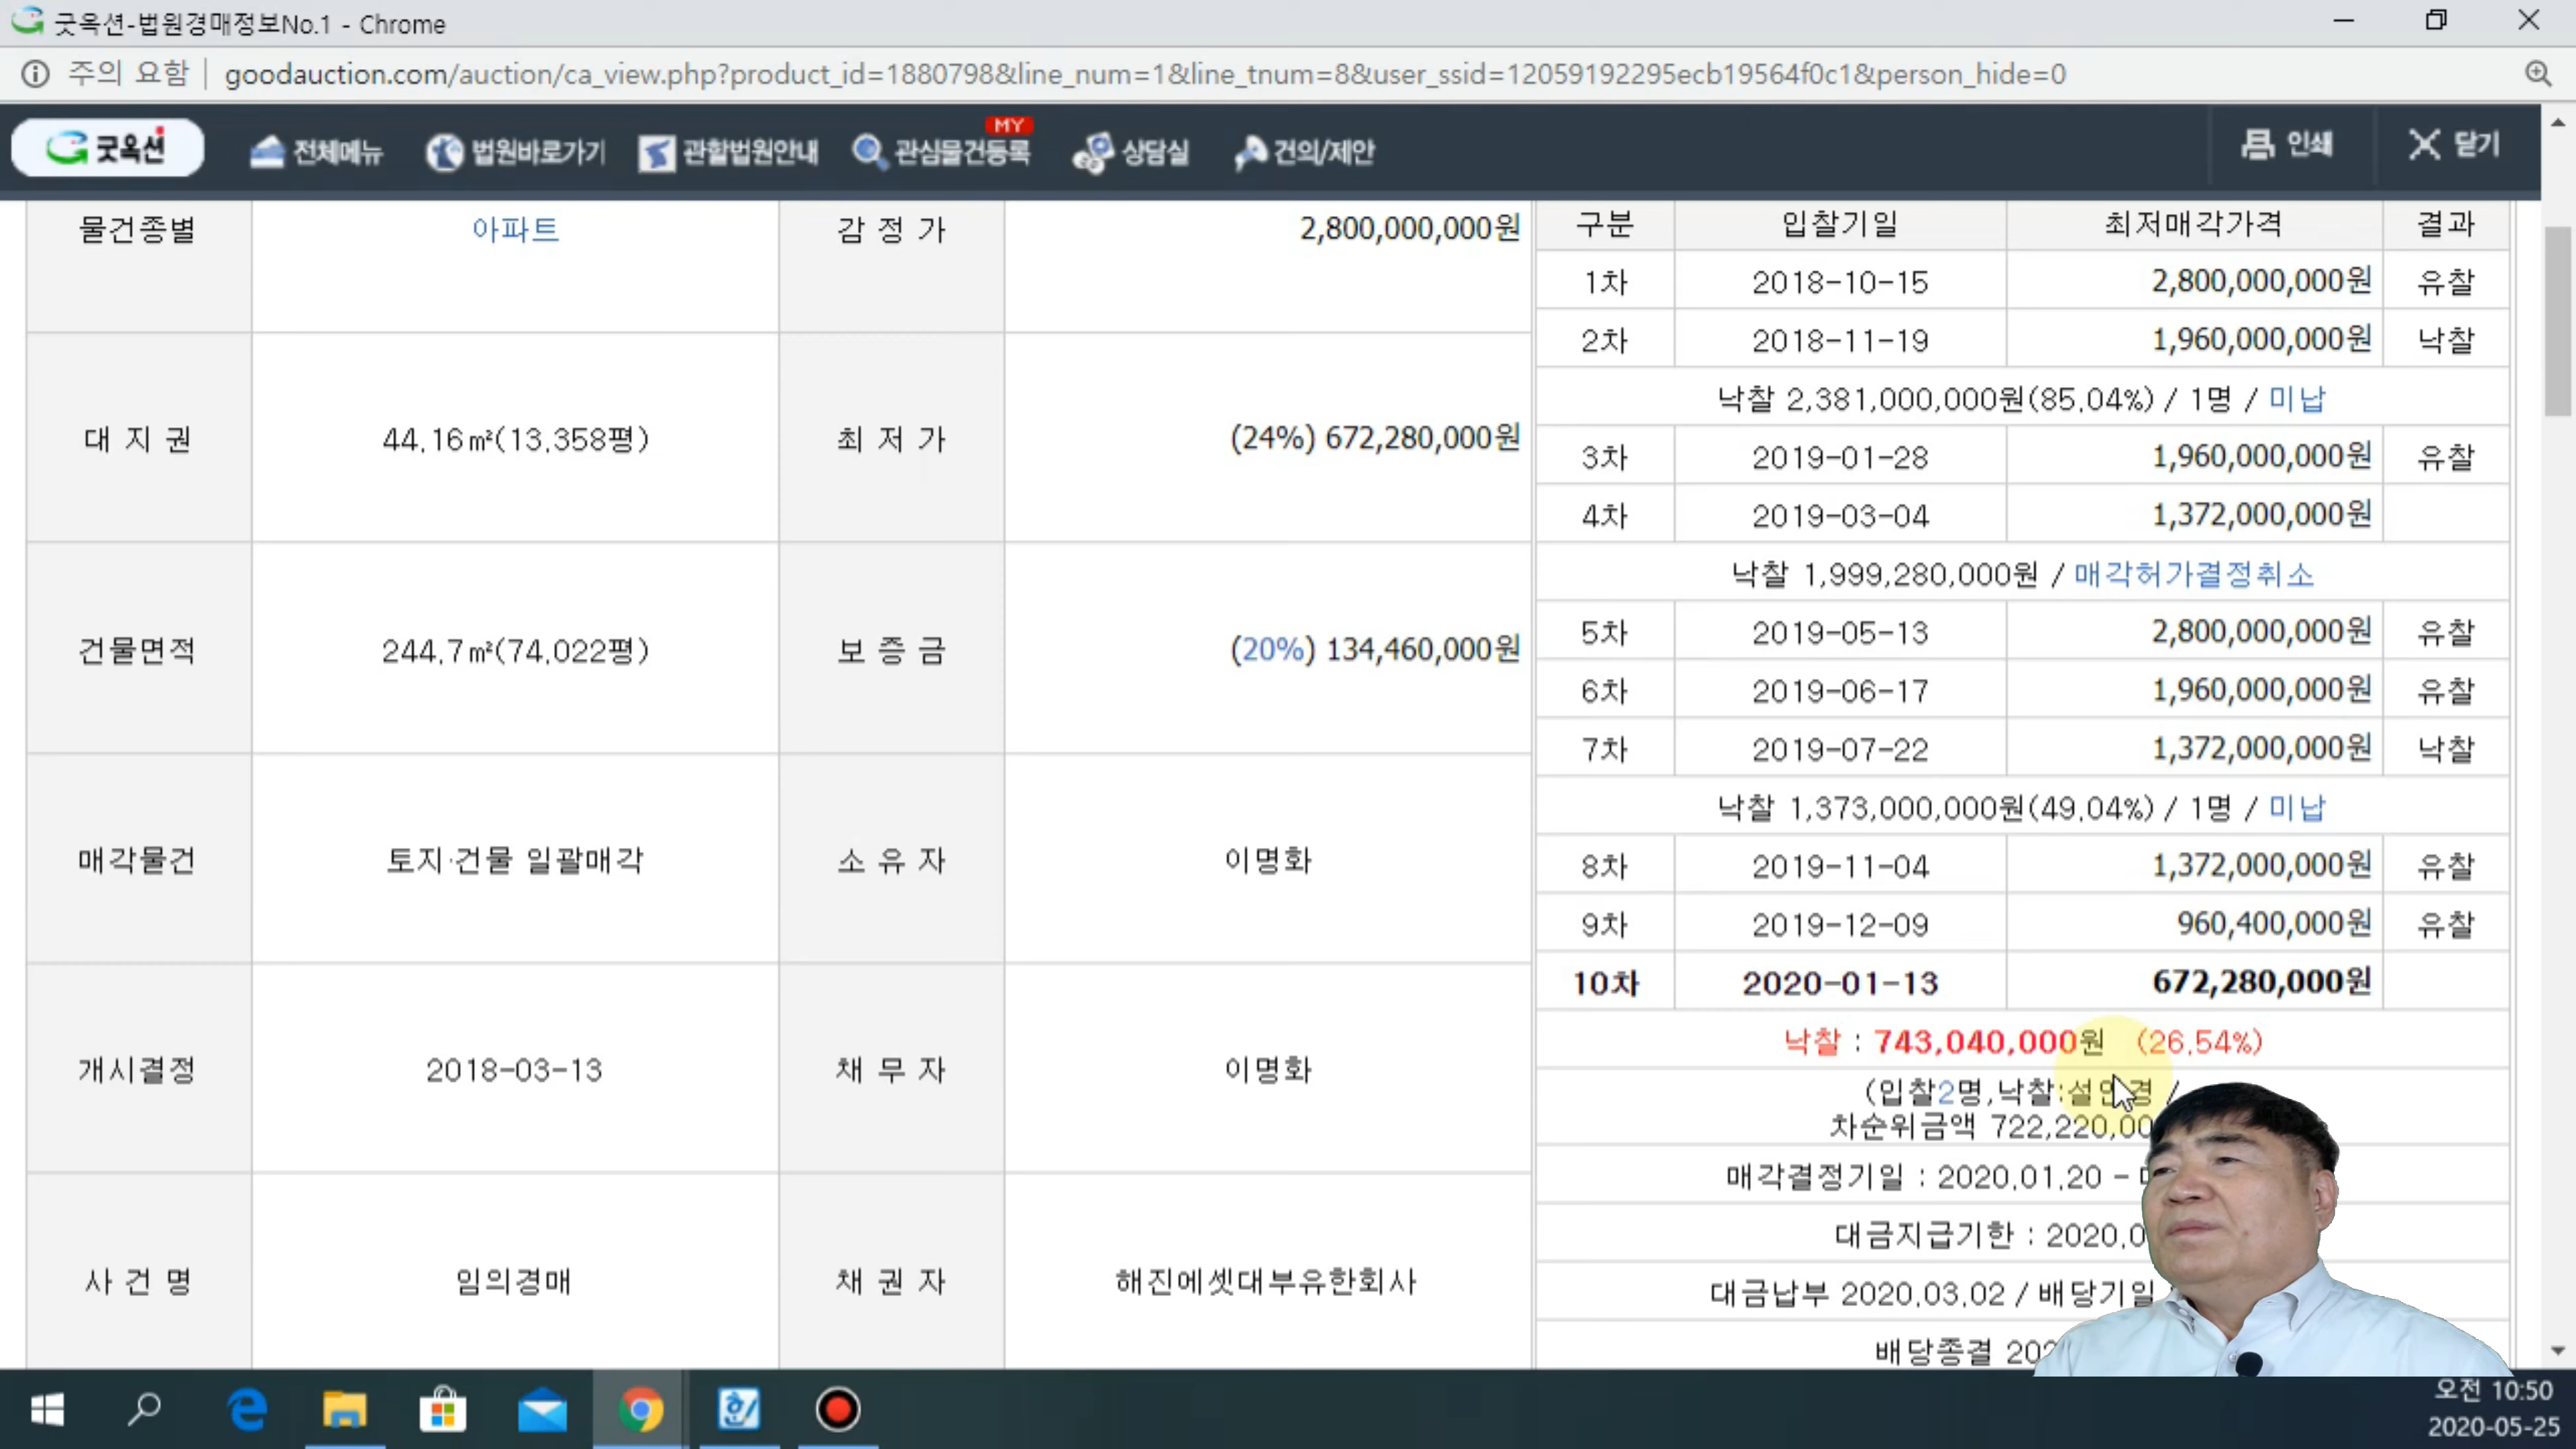 굿옥션-법원경매정보No.1 - Chrome
주의 요함 | goodauction.com/auction/ca_view.php?product_id=1880798&line_num=1&line_tnum=8&user_ssid=12059192295ecb19564f0c1&person_hide=0
굿옥션 전체메뉴 법원바로가기 관할법원안내 관심물건등록 MY 상담실 건의/제안 인쇄 닫기
물건종별 아파트 감 정 가 2,800,000,000원
대 지 권 44.16㎡(13.358평) 최 저 가 (24%) 672,280,000원
건물면적 244.7㎡(74.022평) 보 증 금 (20%) 134,460,000원
매각물건 토지·건물 일괄매각 소 유 자 이명화
개시결정 2018-03-13 채 무 자 이명화
사 건 명 임의경매 채 권 자 해진에셋대부유한회사
구분 입찰기일 최저매각가격 결과
1차 2018-10-15 2,800,000,000원 유찰
2차 2018-11-19 1,960,000,000원 낙찰
낙찰 2,381,000,000원(85.04%) / 1명 / 미납
3차 2019-01-28 1,960,000,000원 유찰
4차 2019-03-04 1,372,000,000원
낙찰 1,999,280,000원 / 매각허가결정취소
5차 2019-05-13 2,800,000,000원 유찰
6차 2019-06-17 1,960,000,000원 유찰
7차 2019-07-22 1,372,000,000원 낙찰
낙찰 1,373,000,000원(49.04%) / 1명 / 미납
8차 2019-11-04 1,372,000,000원 유찰
9차 2019-12-09 960,400,000원 유찰
10차 2020-01-13 672,280,000원
낙찰 : 743,040,000원 (26.54%)
(입찰2명,낙찰: /
차순위금액 722,220,00
매각결정기일 : 2020.01.20 -
대금지급기한 : 2020.0
대금납부 2020.03.02 / 배당기일
배당종결 202
오전 10:50
2020-05-25